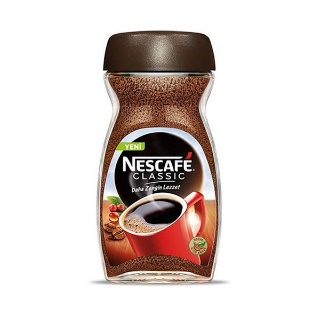 YENİ
NESCAFÉ
CLASSIC
Daha Zengin Lezzet